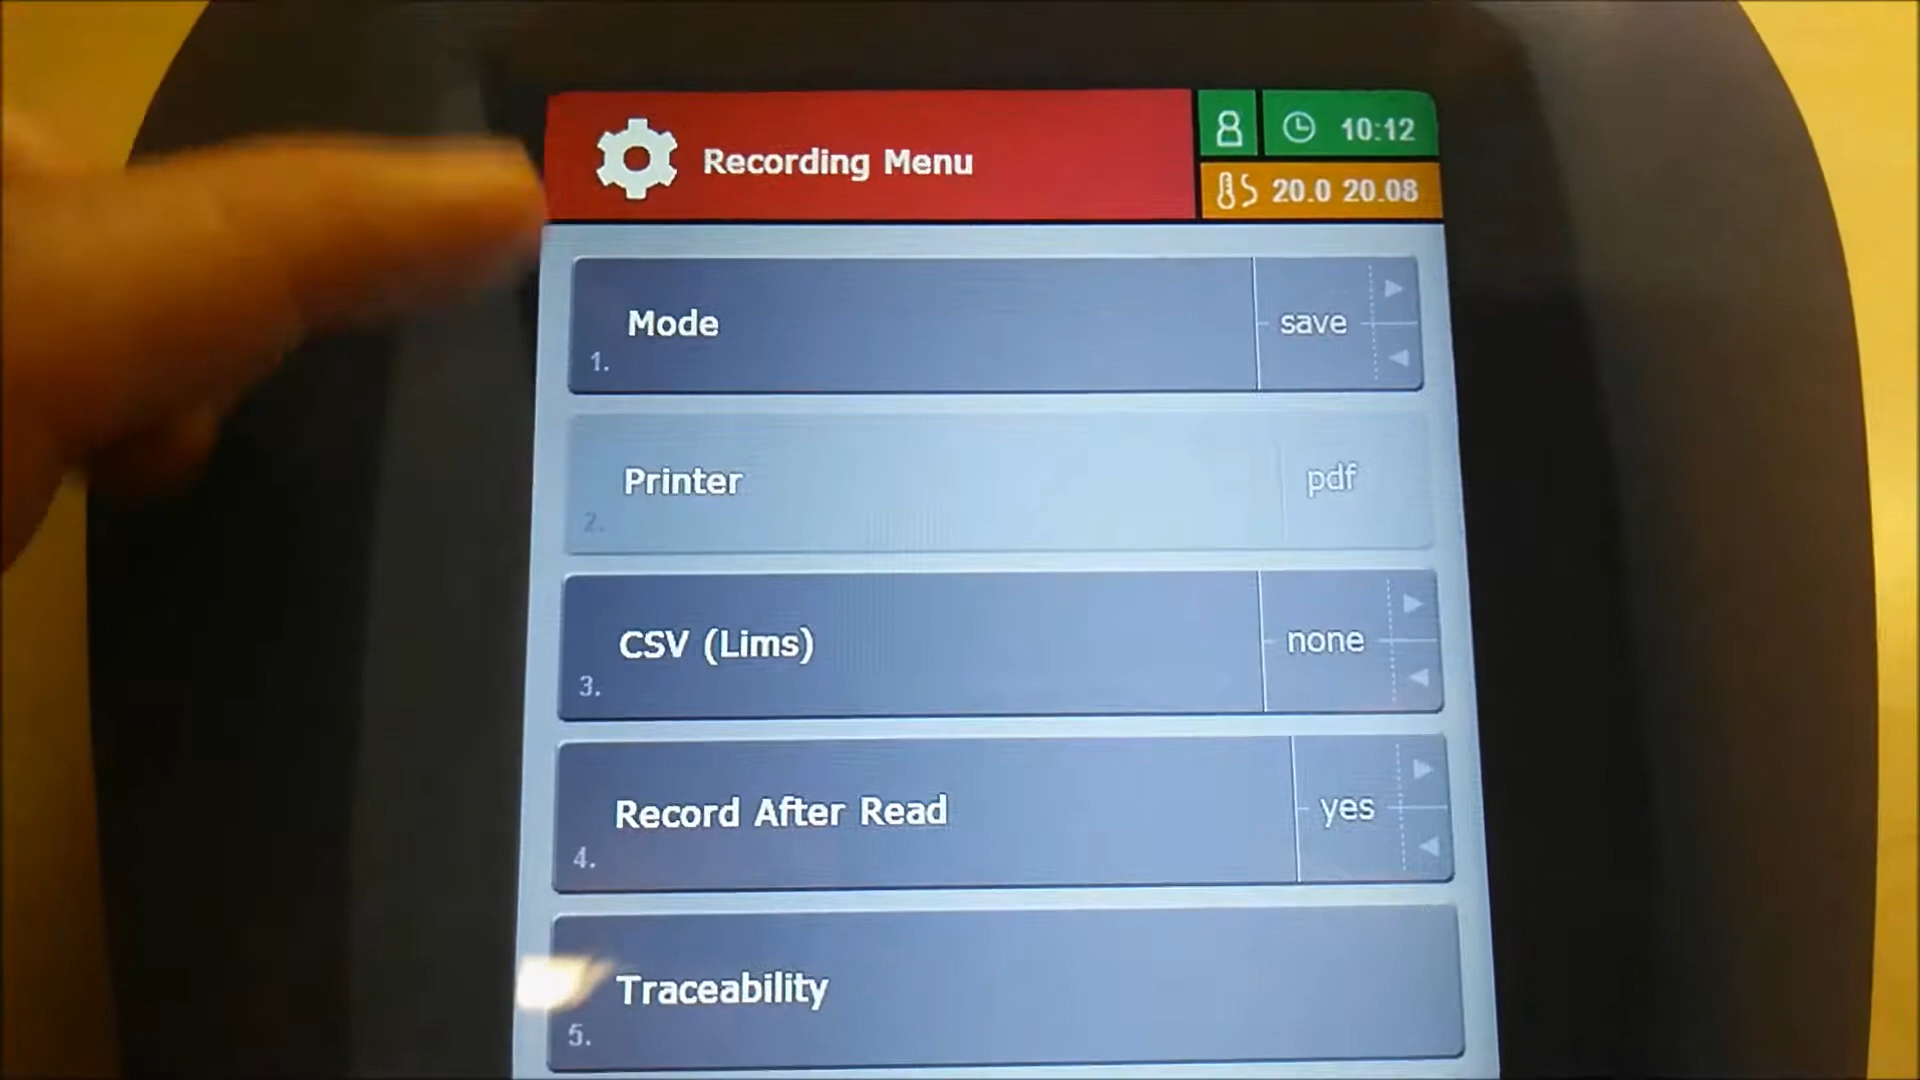 Recording Menu
10:12
20.0 20.08
Mode
save
1.
Printer
pdf
2.
CSV (Lims)
none
3.
Record After Read
yes
4.
Traceability
5.